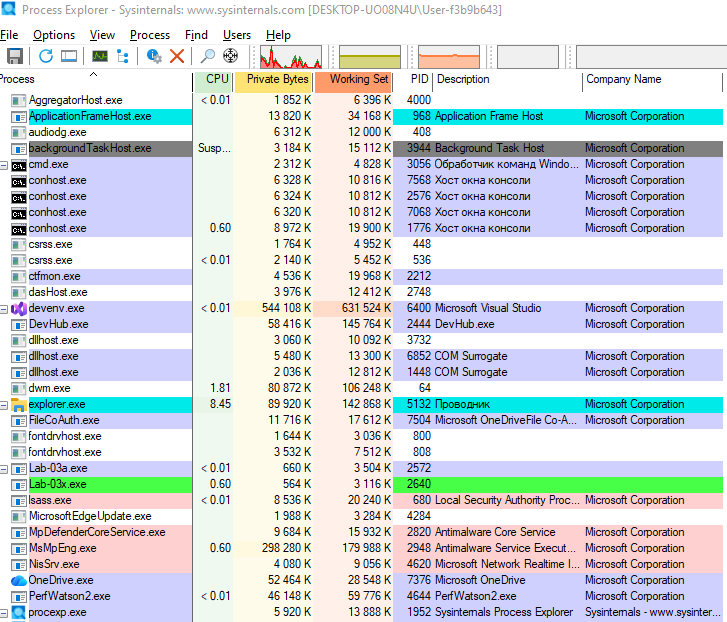 Process Explorer - Sysinternals: www.sysinternals.com [DESKTOP-UO08N4U\User-f3b9b643]
File Options View Process Find Users Help
Process CPU Private Bytes Working Set PID Description Company Name
AggregatorHost.exe < 0.01 1 852 K 6 396 K 4000
ApplicationFrameHost.exe 13 820 K 34 168 K 968 Application Frame Host Microsoft Corporation
audiodg.exe 6 312 K 12 000 K 408
backgroundTaskHost.exe Susp... 3 184 K 15 112 K 3944 Background Task Host Microsoft Corporation
cmd.exe 2 312 K 4 828 K 3056 Обработчик команд Windo... Microsoft Corporation
conhost.exe 6 328 K 10 816 K 7568 Хост окна консоли Microsoft Corporation
conhost.exe 6 324 K 10 812 K 2576 Хост окна консоли Microsoft Corporation
conhost.exe 6 320 K 10 812 K 7068 Хост окна консоли Microsoft Corporation
conhost.exe 0.60 8 972 K 19 900 K 1776 Хост окна консоли Microsoft Corporation
csrss.exe 1 764 K 4 952 K 448
csrss.exe < 0.01 2 140 K 5 452 K 536
ctfmon.exe 4 536 K 19 968 K 2212
dasHost.exe 3 976 K 12 412 K 2748
devenv.exe < 0.01 544 108 K 631 524 K 6400 Microsoft Visual Studio Microsoft Corporation
DevHub.exe 58 416 K 145 764 K 2444 DevHub.exe Microsoft Corporation
dllhost.exe 3 060 K 10 092 K 3732
dllhost.exe 5 480 K 13 300 K 6852 COM Surrogate Microsoft Corporation
dllhost.exe 2 036 K 12 812 K 1448 COM Surrogate Microsoft Corporation
dwm.exe 1.81 80 872 K 106 248 K 64
explorer.exe 8.45 89 920 K 142 868 K 5132 Проводник Microsoft Corporation
FileCoAuth.exe 11 716 K 17 612 K 7504 Microsoft OneDriveFile Co-A... Microsoft Corporation
fontdrvhost.exe 1 644 K 3 036 K 800
fontdrvhost.exe 3 532 K 7 512 K 808
Lab-03a.exe < 0.01 660 K 3 504 K 2572
Lab-03x.exe 0.60 564 K 3 116 K 2640
lsass.exe < 0.01 8 536 K 20 240 K 680 Local Security Authority Proc... Microsoft Corporation
MicrosoftEdgeUpdate.exe 1 988 K 3 284 K 4284
MpDefenderCoreService.exe 9 684 K 15 932 K 2820 Antimalware Core Service Microsoft Corporation
MsMpEng.exe 0.60 298 280 K 179 988 K 2948 Antimalware Service Execut... Microsoft Corporation
NisSrv.exe 4 080 K 9 056 K 4620 Microsoft Network Realtime I... Microsoft Corporation
OneDrive.exe 52 464 K 28 548 K 7376 Microsoft OneDrive Microsoft Corporation
PerfWatson2.exe < 0.01 46 148 K 59 776 K 4644 PerfWatson2.exe Microsoft Corporation
procexp.exe 5 920 K 13 888 K 1952 Sysinternals Process Explorer Sysinternals - www.sysinter...